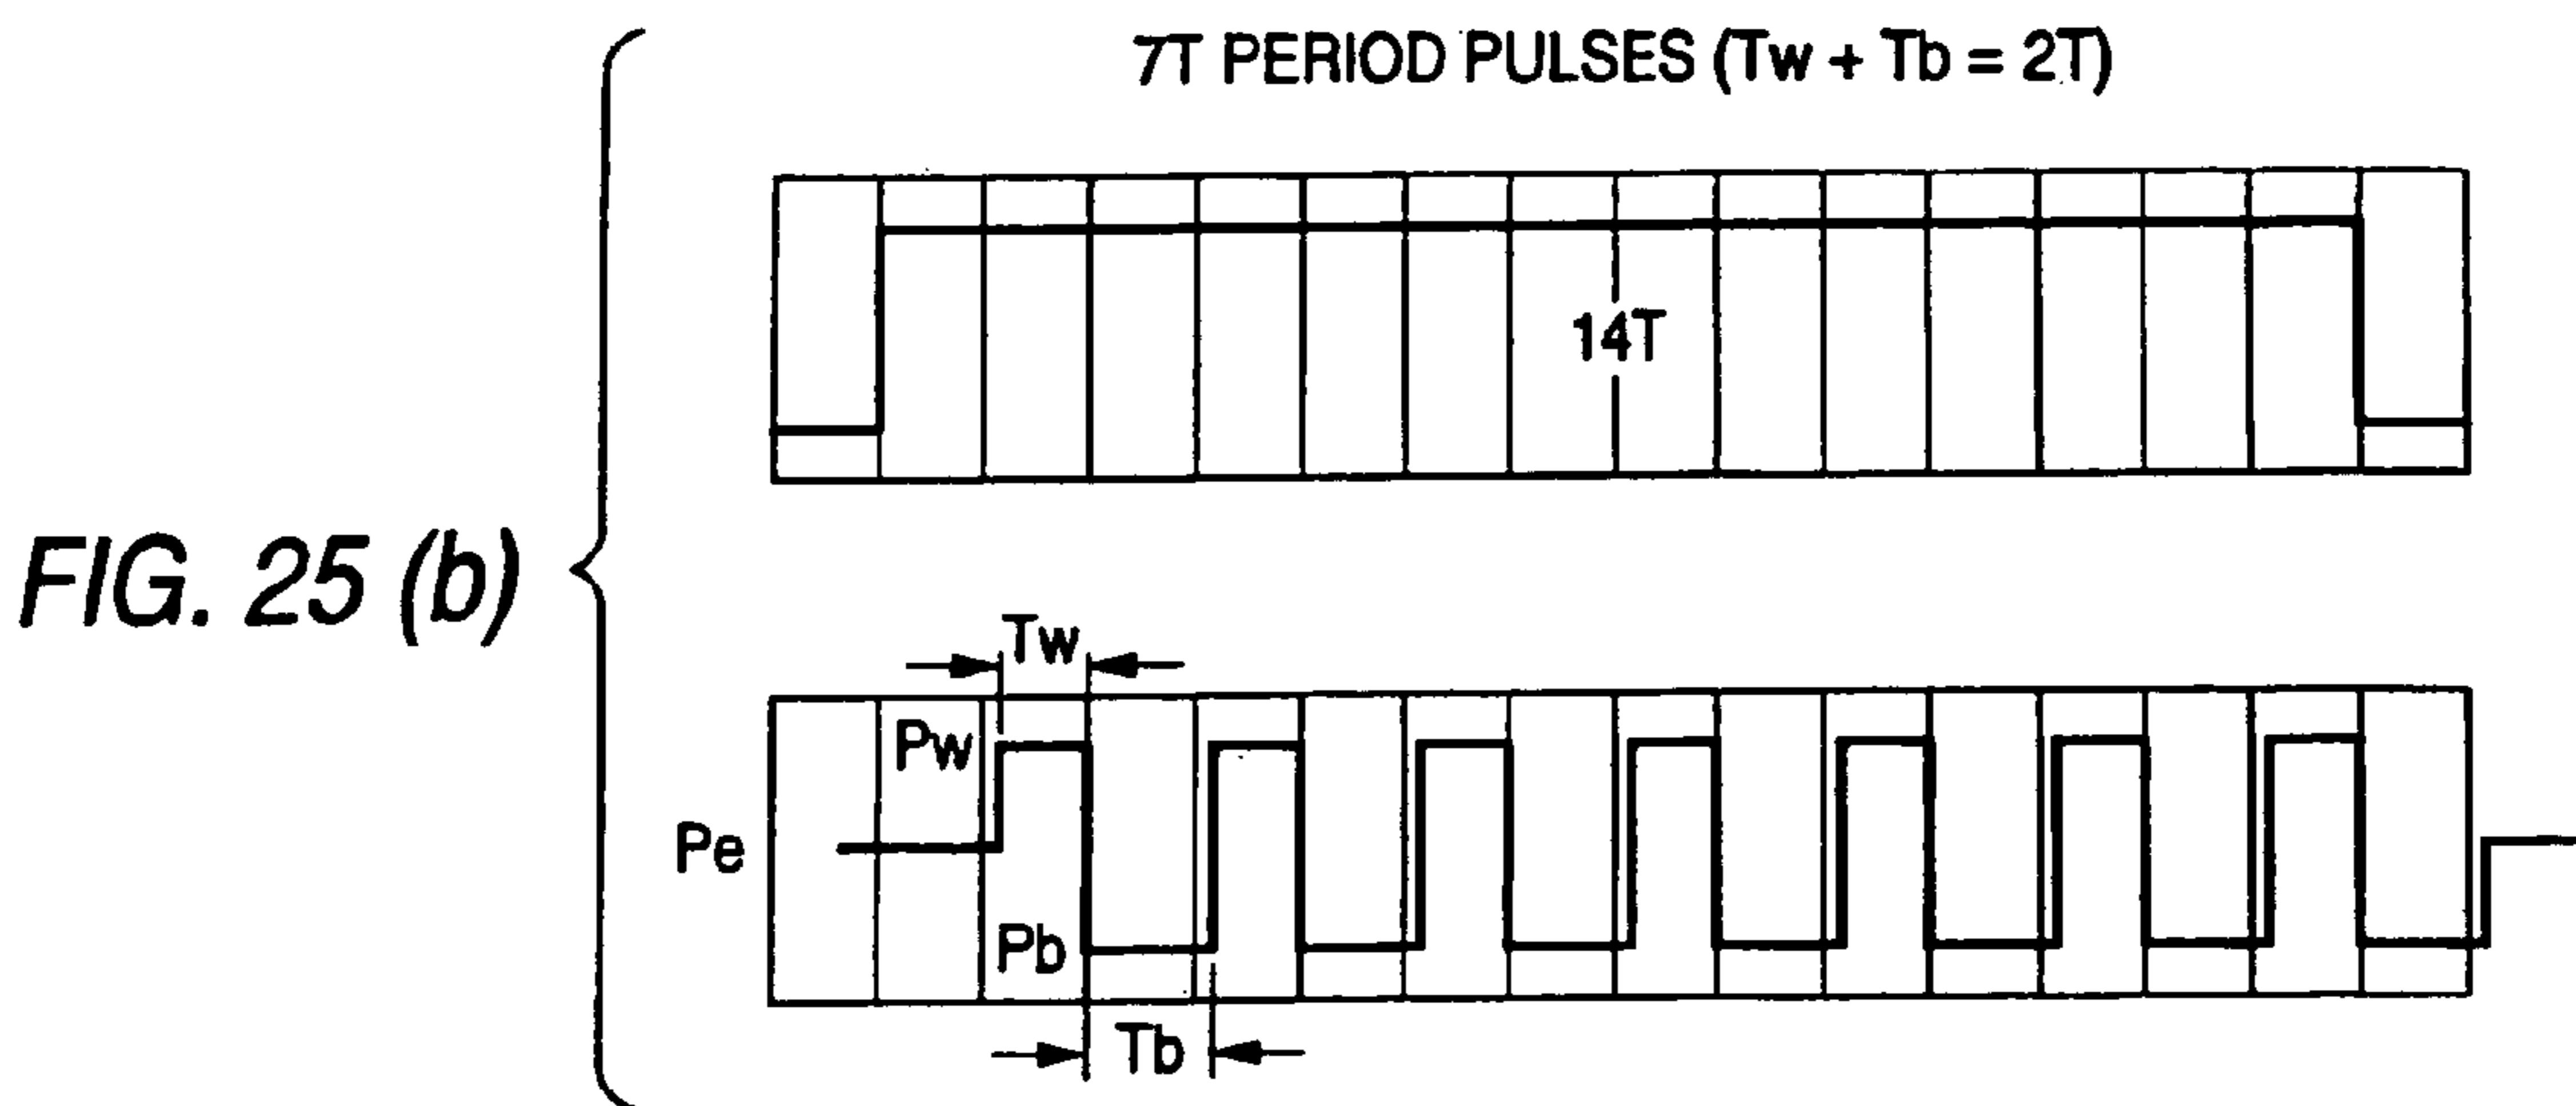 7T PERIOD PULSES (Tw + Tb = 2T)
14T
FIG. 25 (b)
Tw
Pw
Pe
Pb
Tb